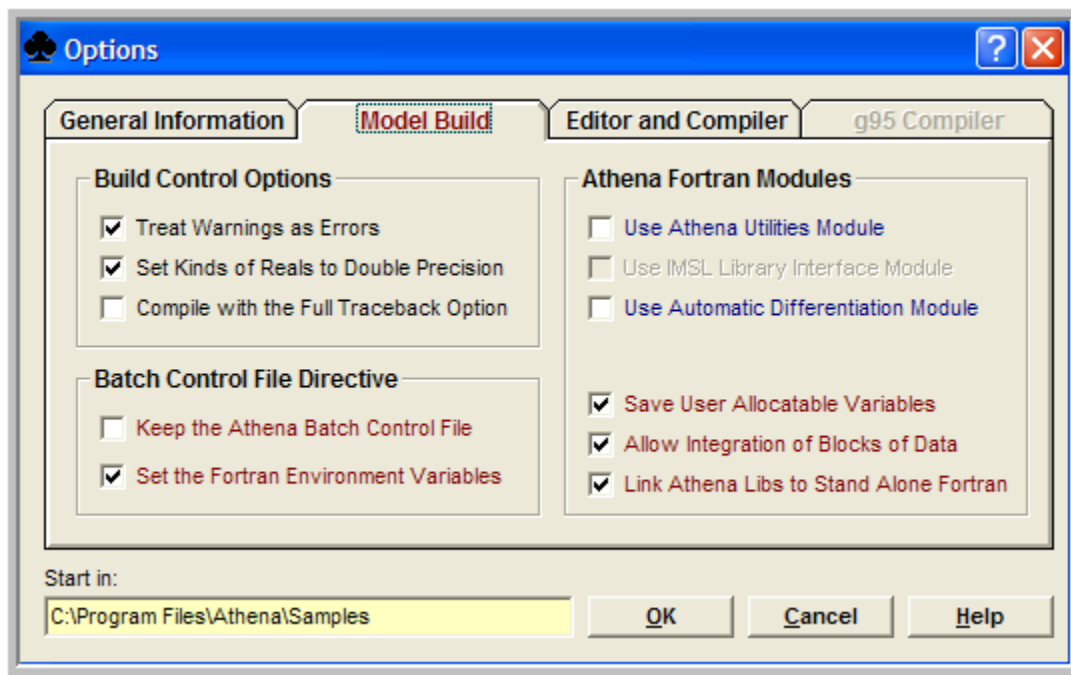 Options
General Information
Model Build
Editor and Compiler
g95 Compiler
Build Control Options
Treat Warnings as Errors
Set Kinds of Reals to Double Precision
Compile with the Full Traceback Option
Batch Control File Directive
Keep the Athena Batch Control File
Set the Fortran Environment Variables
Athena Fortran Modules
Use Athena Utilities Module
Use IMSL Library Interface Module
Use Automatic Differentiation Module
Save User Allocatable Variables
Allow Integration of Blocks of Data
Link Athena Libs to Stand Alone Fortran
Start in:
C:\Program Files\Athena\Samples
OK
Cancel
Help